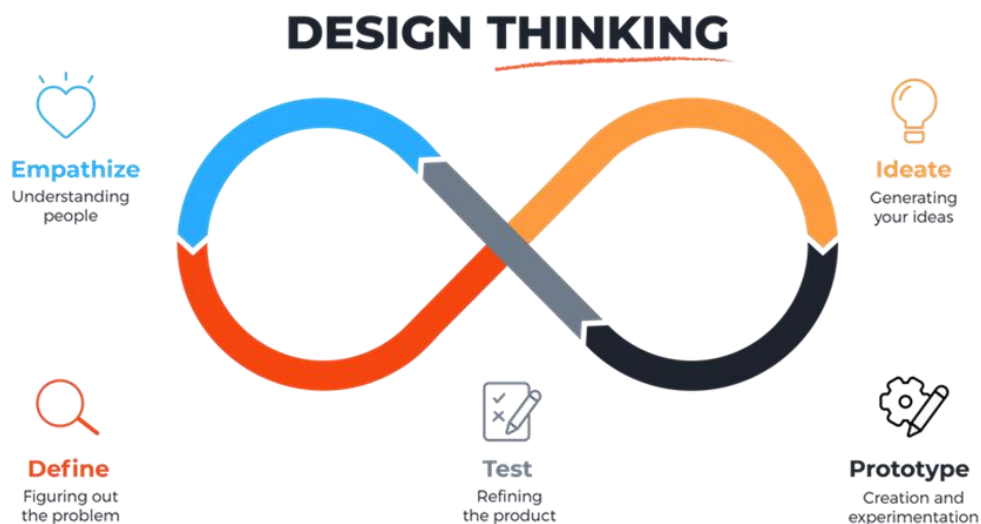 DESIGN THINKING
Empathize
Understanding
people
Ideate
Generating
your ideas
Define
Figuring out
the problem
Test
Refining
the product
Prototype
Creation and
experimentation